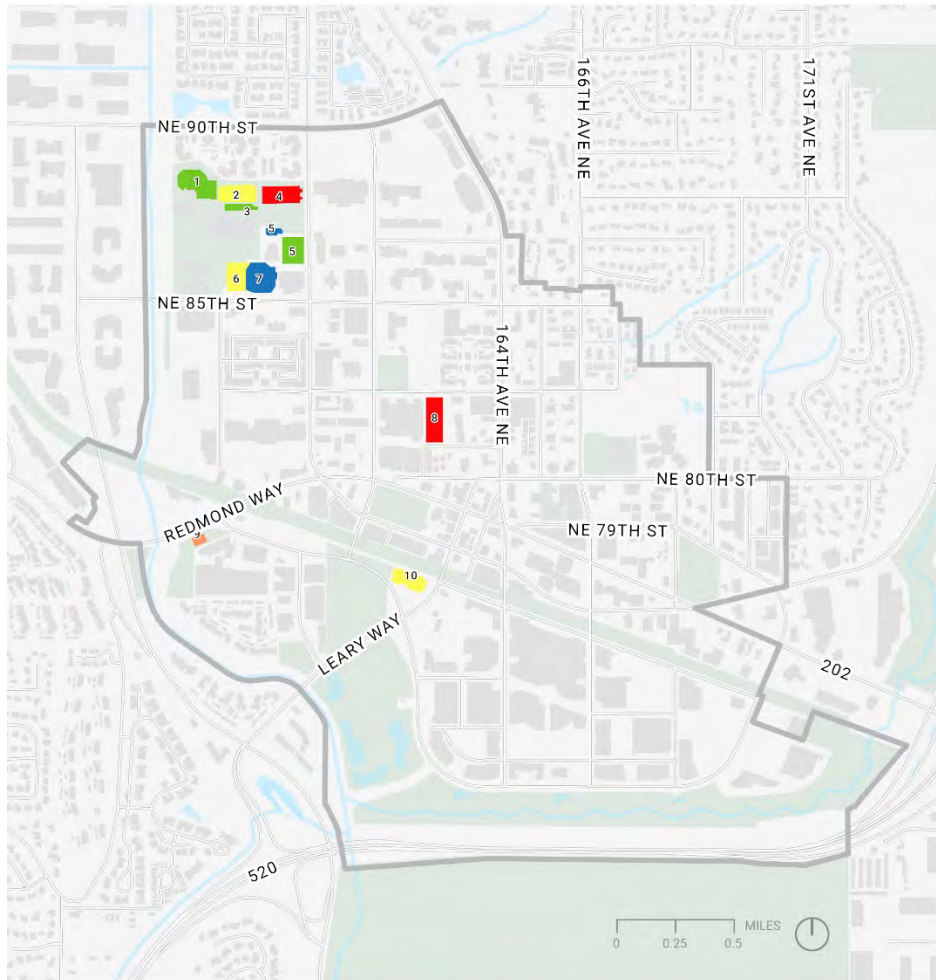 166TH AVE NE
171ST AVE NE
NE 90TH ST
1
2
4
3
5
5
6
7
NE 85TH ST
164TH AVE NE
8
NE 80TH ST
REDMOND WAY
9
NE 79TH ST
10
LEARY WAY
202
520
MILES
0
0.25
0.5